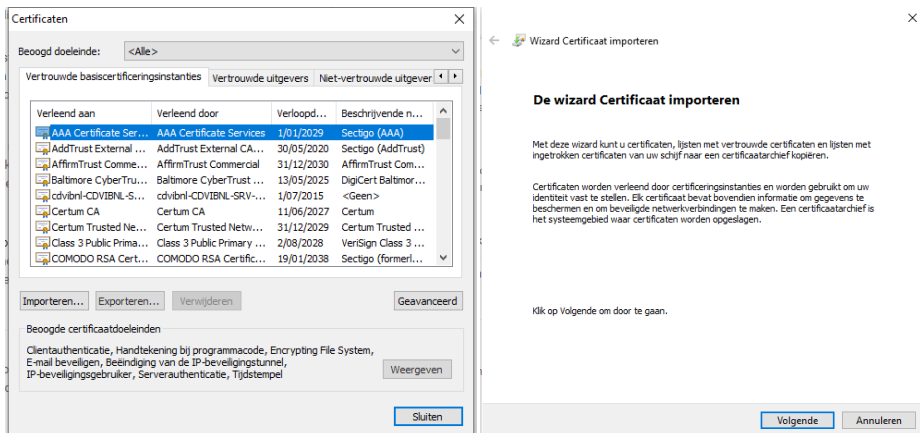 Certificaten
Beoogd doeleinde: <Alle>
Vertrouwde basiscertificeringsinstanties Vertrouwde uitgevers Niet-vertrouwde uitgever
Verleend aan Verleend door Verloopd... Beschrijvende n...
AAA Certificate Ser... AAA Certificate Services 1/01/2029 Sectigo (AAA)
AddTrust External ... AddTrust External CA... 30/05/2020 Sectigo (AddTrust)
AffirmTrust Comme... AffirmTrust Commercial 31/12/2030 AffirmTrust Com...
Baltimore CyberTru... Baltimore CyberTrust ... 13/05/2025 DigiCert Baltimor...
cdvibnl-CDVIBNL-S... cdvibnl-CDVIBNL-SRV-... 1/07/2015 <Geen>
Certum CA Certum CA 11/06/2027 Certum
Certum Trusted Ne... Certum Trusted Netw... 31/12/2029 Certum Trusted ...
Class 3 Public Prima... Class 3 Public Primary ... 2/08/2028 VeriSign Class 3 ...
COMODO RSA Cert... COMODO RSA Certific... 19/01/2038 Sectigo (formerl...
Importeren... Exporteren... Verwijderen Geavanceerd
Beoogde certificaatdoeleinden
Clientauthenticatie, Handtekening bij programmacode, Encrypting File System,
E-mail beveiligen, Beëindiging van de IP-beveiligingstunnel,
IP-beveiligingsgebruiker, Serverauthenticatie, Tijdstempel
Weergeven
Sluiten
Wizard Certificaat importeren
De wizard Certificaat importeren
Met deze wizard kunt u certificaten, lijsten met vertrouwde certificaten en lijsten met
ingetrokken certificaten van uw schijf naar een certificaatarchief kopiëren.
Certificaten worden verleend door certificeringsinstanties en worden gebruikt om uw
identiteit vast te stellen. Elk certificaat bevat bovendien informatie om gegevens te
beschermen en om beveiligde netwerkverbindingen te maken. Een certificaatarchief is
het systeemgebied waar certificaten worden opgeslagen.
Klik op Volgende om door te gaan.
Volgende Annuleren